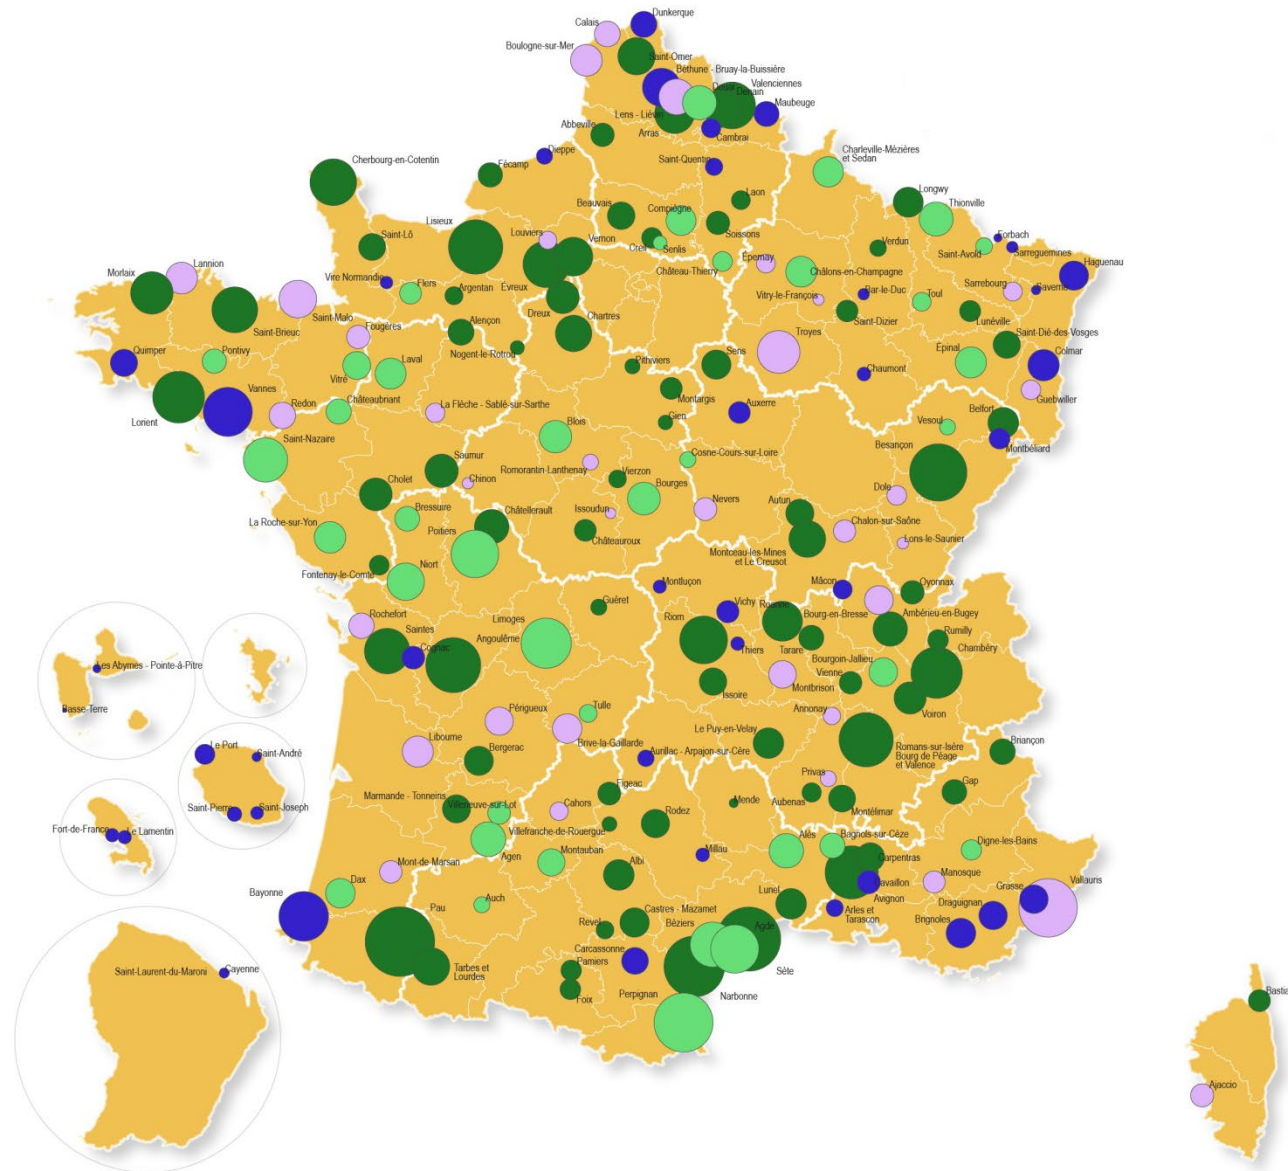 Dunkerque
Calais
Boulogne-sur-Mer
Saint-Omer
Béthune - Bruay-la-Buissière
Douai
Valenciennes
Denain
Maubeuge
Lens - Liévin
Arras
Cambrai
Abbeville
Dieppe
Saint-Quentin
Charleville-Mézières
et Sedan
Cherbourg-en-Cotentin
Fécamp
Laon
Longwy
Thionville
Beauvais
Compiègne
Lisieux
Louviers
Vernon
Soissons
Saint-Lô
Creil
Senlis
Verdun
Forbach
Saint-Avold
Sarreguemines
Épernay
Château-Thierry
Châlons-en-Champagne
Haguenau
Morlaix
Lannion
Vire Normandie
Flers
Argentan
Évreux
Bar-le-Duc
Sarrebourg
Saverne
Vitry-le-François
Toul
Saint-Malo
Saint-Brieuc
Dreux
Chartres
Saint-Dizier
Lunéville
Fougères
Alençon
Troyes
Saint-Dié-des-Vosges
Nogent-le-Rotrou
Quimper
Pontivy
Laval
Pithiviers
Sens
Épinal
Colmar
Vitré
Chaumont
Vannes
Châteaubriant
Montargis
Guebwiller
Redon
La Flèche - Sablé-sur-Sarthe
Auxerre
Lorient
Gien
Belfort
Vesoul
Blois
Saint-Nazaire
Montbéliard
Besançon
Saumur
Cosne-Cours-sur-Loire
Romorantin-Lanthenay
Vierzon
Chinon
Bourges
Cholet
Dole
Nevers
Autun
Issoudun
Bressuire
Châtellerault
La Roche-sur-Yon
Chalon-sur-Saône
Poitiers
Châteauroux
Lons-le-Saunier
Montceau-les-Mines
et Le Creusot
Niort
Fontenay-le-Comte
Montluçon
Mâcon
Oyonnax
Guéret
Vichy
Roanne
Bourg-en-Bresse
Ambérieu-en-Bugey
Rochefort
Limoges
Riom
Rumilly
Saintes
Angoulême
Thiers
Tarare
Chambéry
Cognac
Bourgoin-Jallieu
Les Abymes - Pointe-à-Pitre
Vienne
Issoire
Montbrison
Voiron
Basse-Terre
Périgueux
Tulle
Annonay
Brive-la-Gaillarde
Le Puy-en-Velay
Libourne
Le Port
Saint-André
Bergerac
Aurillac - Arpajon-sur-Cère
Romans-sur-Isère
Bourg de Péage
et Valence
Briançon
Privas
Gap
Figeac
Marmande - Tonneins
Villeneuve-sur-Lot
Cahors
Mende
Aubenas
Montélimar
Saint-Pierre
Saint-Joseph
Rodez
Fort-de-France
Le Lamentin
Villefranche-de-Rouergue
Alès
Bagnols-sur-Cèze
Digne-les-Bains
Agen
Montauban
Millau
Carpentras
Albi
Mont-de-Marsan
Cavaillon
Manosque
Vallauris
Dax
Lunel
Avignon
Grasse
Bayonne
Auch
Draguignan
Arles et
Tarascon
Pau
Castres - Mazamet
Béziers
Agde
Brignoles
Revel
Carcassonne
Pamiers
Tarbes et
Lourdes
Sète
Saint-Laurent-du-Maroni
Cayenne
Foix
Perpignan
Narbonne
Bastia
Ajaccio